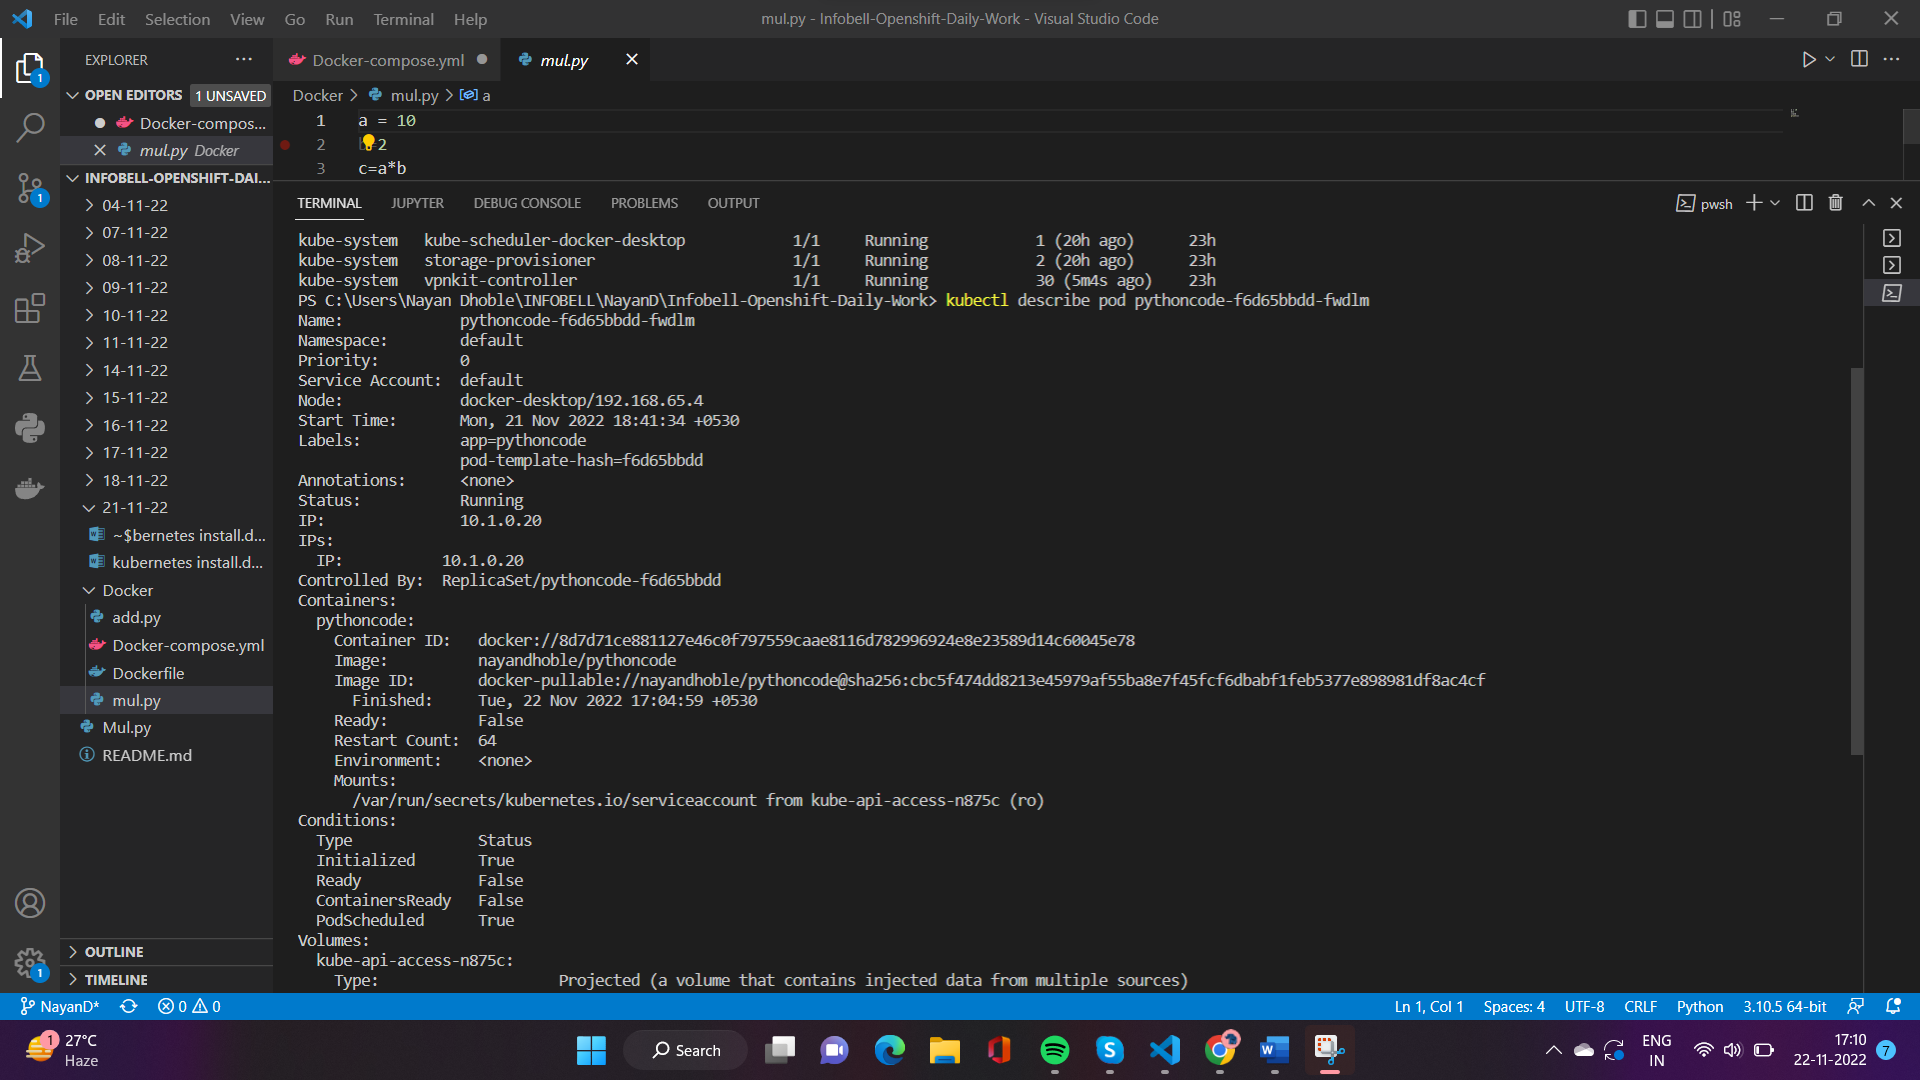 File Edit Selection View Go Run Terminal Help
mul.py - Infobell-Openshift-Daily-Work - Visual Studio Code
EXPLORER
OPEN EDITORS 1 UNSAVED
Docker-compos...
mul.py Docker
INFOBELL-OPENSHIFT-DAI...
04-11-22
07-11-22
08-11-22
09-11-22
10-11-22
11-11-22
14-11-22
15-11-22
16-11-22
17-11-22
18-11-22
21-11-22
~$bernetes install.d...
kubernetes install.d...
Docker
add.py
Docker-compose.yml
Dockerfile
mul.py
Mul.py
README.md
OUTLINE
TIMELINE
1
1
1
Docker-compose.yml
mul.py
Docker > mul.py > a
1 a = 10
2 2
3 c=a*b
TERMINAL JUPYTER DEBUG CONSOLE PROBLEMS OUTPUT
pwsh
kube-system kube-scheduler-docker-desktop 1/1 Running 1 (20h ago) 23h
kube-system storage-provisioner 1/1 Running 2 (20h ago) 23h
kube-system vpnkit-controller 1/1 Running 30 (5m4s ago) 23h
PS C:\Users\Nayan Dhoble\INFOBELL\NayanD\Infobell-Openshift-Daily-Work> kubectl describe pod pythoncode-f6d65bbdd-fwdlm
Name: pythoncode-f6d65bbdd-fwdlm
Namespace: default
Priority: 0
Service Account: default
Node: docker-desktop/192.168.65.4
Start Time: Mon, 21 Nov 2022 18:41:34 +0530
Labels: app=pythoncode
pod-template-hash=f6d65bbdd
Annotations: <none>
Status: Running
IP: 10.1.0.20
IPs:
IP: 10.1.0.20
Controlled By: ReplicaSet/pythoncode-f6d65bbdd
Containers:
pythoncode:
Container ID: docker://8d7d71ce881127e46c0f797559caae8116d782996924e8e23589d14c60045e78
Image: nayandhoble/pythoncode
Image ID: docker-pullable://nayandhoble/pythoncode@sha256:cbc5f474dd8213e45979af55ba8e7f45fcf6dbabf1feb5377e898981df8ac4cf
Finished: Tue, 22 Nov 2022 17:04:59 +0530
Ready: False
Restart Count: 64
Environment: <none>
Mounts:
/var/run/secrets/kubernetes.io/serviceaccount from kube-api-access-n875c (ro)
Conditions:
Type Status
Initialized True
Ready False
ContainersReady False
PodScheduled True
Volumes:
kube-api-access-n875c:
Type: Projected (a volume that contains injected data from multiple sources)
NayanD* 0 0
Ln 1, Col 1 Spaces: 4 UTF-8 CRLF Python 3.10.5 64-bit
1
27°C
Haze
Search
ENG
IN
17:10
22-11-2022
7